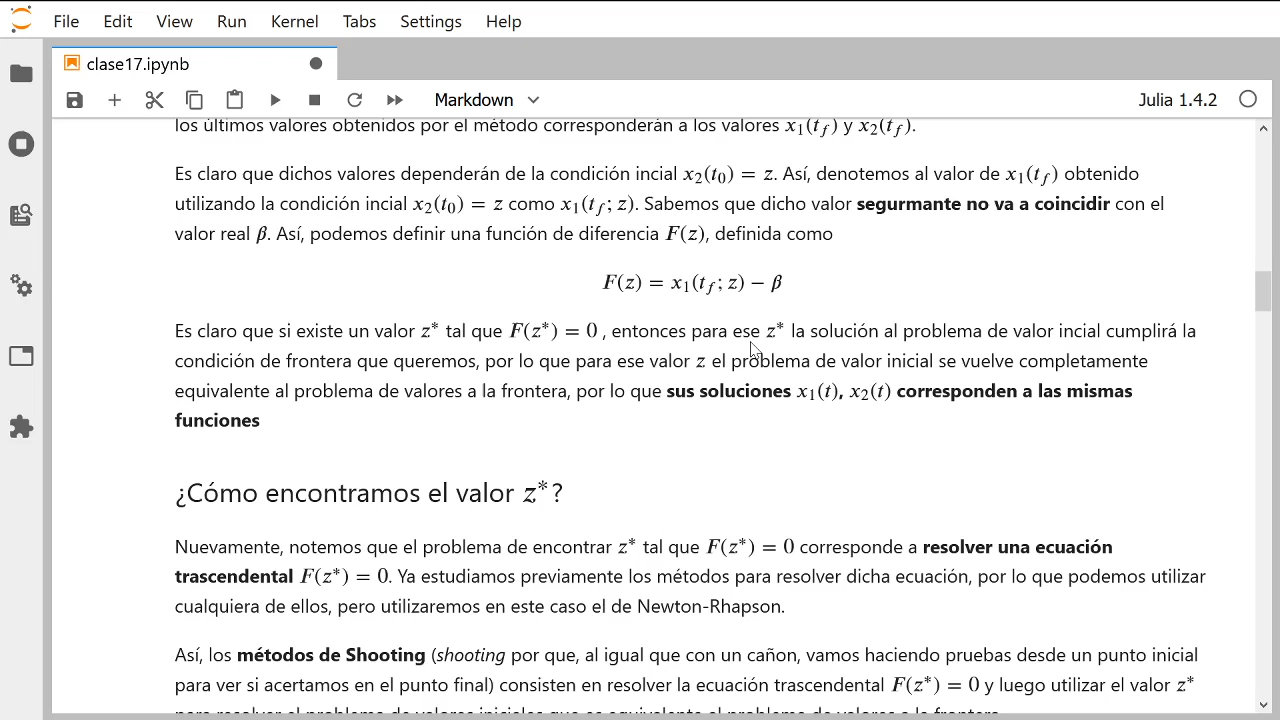 File Edit View Run Kernel Tabs Settings Help
clase17.ipynb
Markdown Julia 1.4.2
los últimos valores obtenidos por el método corresponderán a los valores x₁(t_f) y x₂(t_f).
Es claro que dichos valores dependerán de la condición incial x₂(t₀) = z. Así, denotemos al valor de x₁(t_f) obtenido
utilizando la condición incial x₂(t₀) = z como x₁(t_f; z). Sabemos que dicho valor segurmante no va a coincidir con el
valor real β. Así, podemos definir una función de diferencia F(z), definida como
F(z) = x₁(t_f; z) − β
Es claro que si existe un valor z* tal que F(z*) = 0 , entonces para ese z* la solución al problema de valor incial cumplirá la
condición de frontera que queremos, por lo que para ese valor z el problema de valor inicial se vuelve completamente
equivalente al problema de valores a la frontera, por lo que sus soluciones x₁(t), x₂(t) corresponden a las mismas
funciones
¿Cómo encontramos el valor z*?
Nuevamente, notemos que el problema de encontrar z* tal que F(z*) = 0 corresponde a resolver una ecuación
trascendental F(z*) = 0. Ya estudiamos previamente los métodos para resolver dicha ecuación, por lo que podemos utilizar
cualquiera de ellos, pero utilizaremos en este caso el de Newton-Rhapson.
Así, los métodos de Shooting (shooting por que, al igual que con un cañon, vamos haciendo pruebas desde un punto inicial
para ver si acertamos en el punto final) consisten en resolver la ecuación trascendental F(z*) = 0 y luego utilizar el valor z*